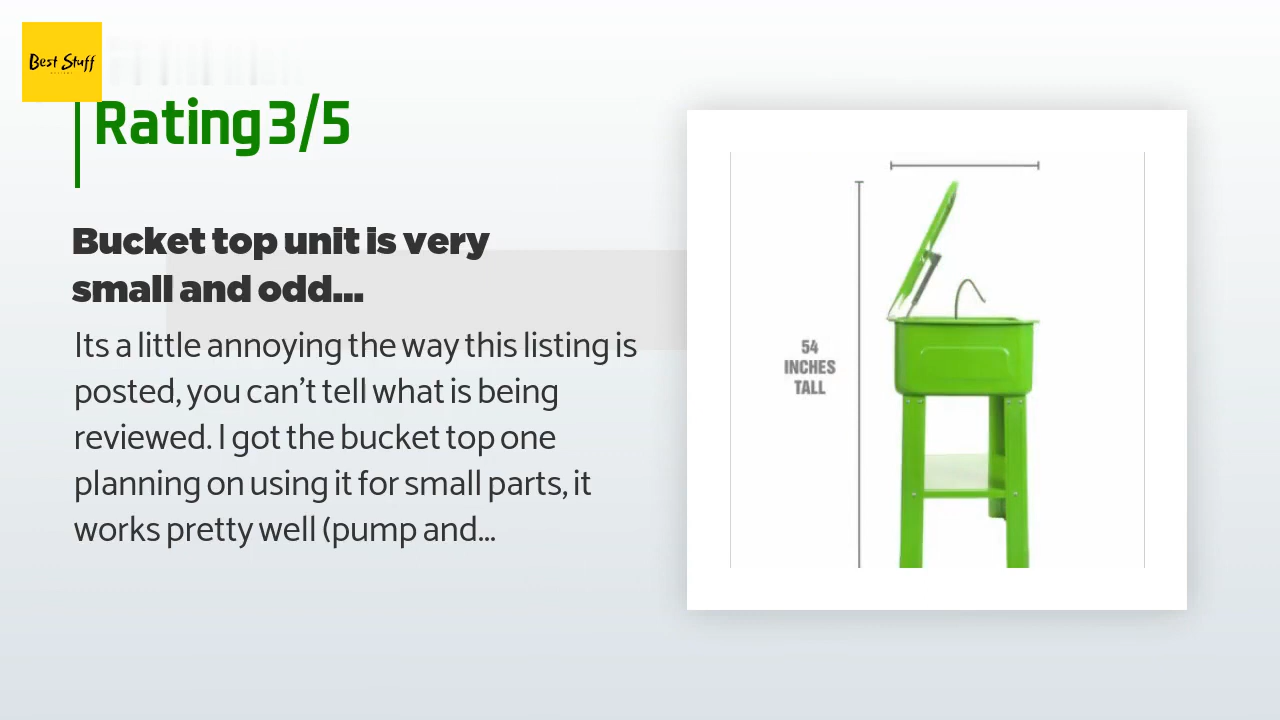 Best Stuff
Rating 3/5
Bucket top unit is very
small and odd...
Its a little annoying the way this listing is
posted, you can't tell what is being
reviewed. I got the bucket top one
planning on using it for small parts, it
works pretty well (pump and...
54
INCHES
TALL